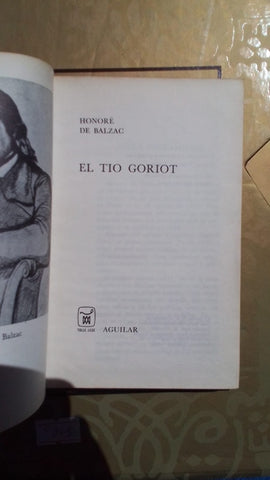 HONORÉ
DE BALZAC
EL TIO GORIOT
AGUILAR
Balzac